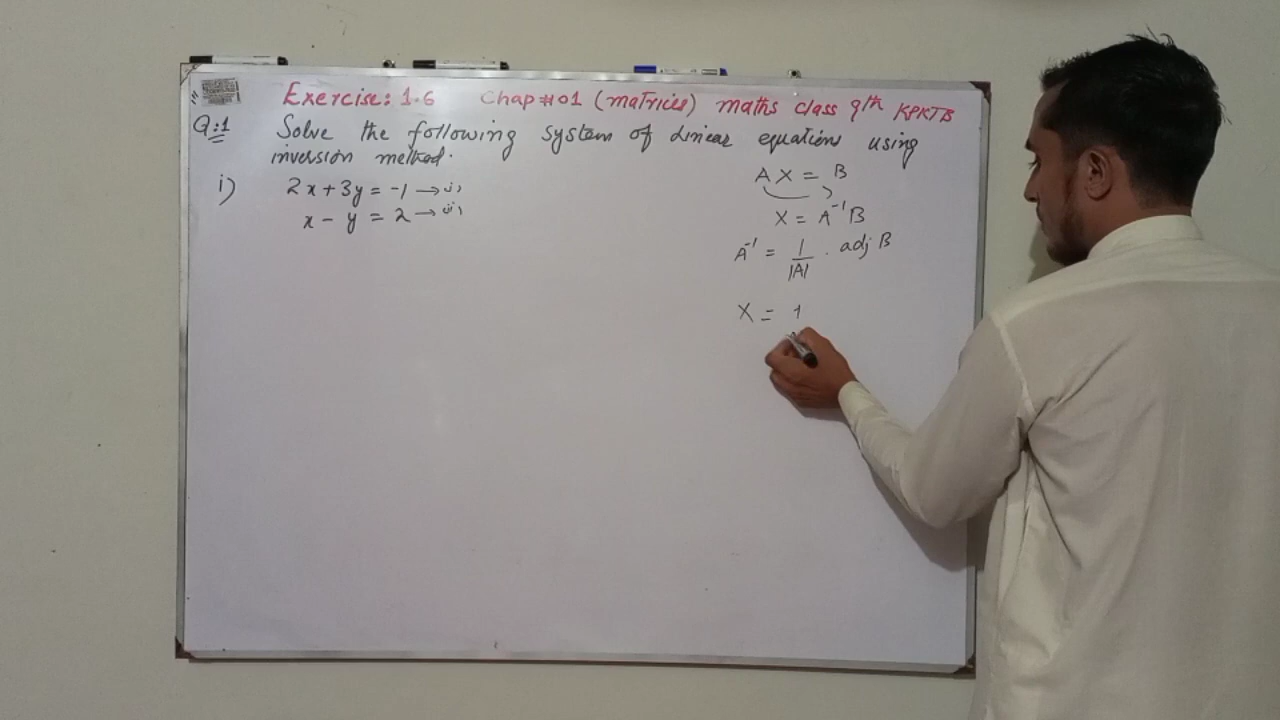 Exercise: 1.6 Chap#01 (matrices) maths class 9th KPKTB
Q:1 Solve the following system of Linear equations using
inversion method.
i) 2x+3y = -1 → i)
x - y = 2 → ii)
AX = B
X = A⁻¹B
A⁻¹ = 1/|A| . adj B
X = 1